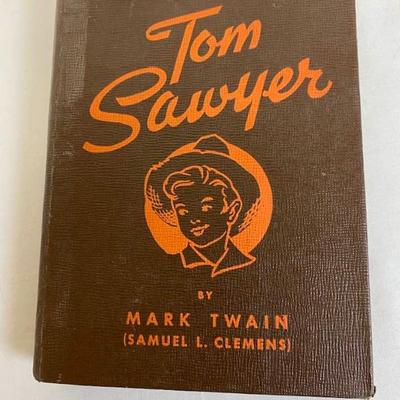 Tom
Sawyer
BY
MARK TWAIN
(SAMUEL L. CLEMENS)